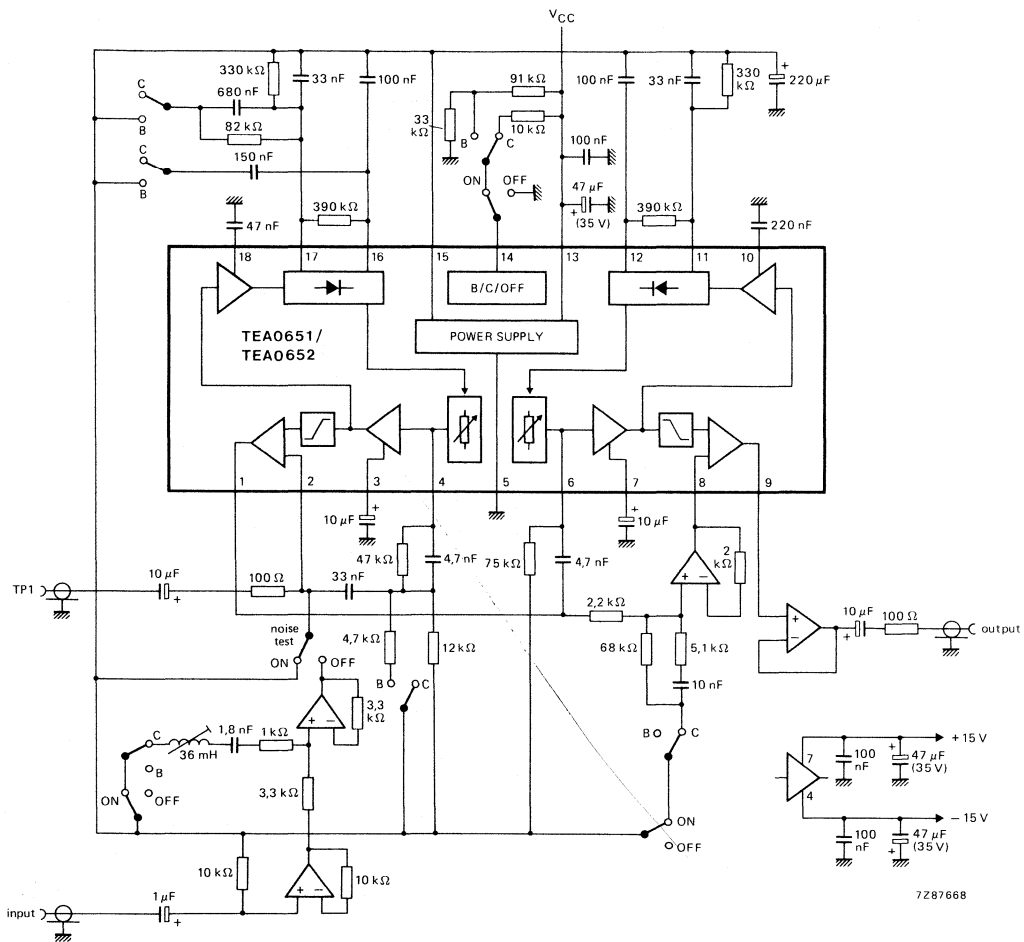 VCC
330 kΩ
33 nF
100 nF
91 kΩ
100 nF
33 nF
330 kΩ
+
220 µF
C
680 nF
B
82 kΩ
33 kΩ
B
C
10 kΩ
100 nF
C
150 nF
B
ON
OFF
47 µF
+ (35 V)
47 nF
390 kΩ
390 kΩ
220 nF
18
17
16
15
14
13
12
11
10
B/C/OFF
TEA0651/
TEA0652
POWER SUPPLY
1
2
3
4
5
6
7
8
9
10 µF
+
+
10 µF
47 kΩ
4,7 nF
75 kΩ
4,7 nF
2 kΩ
+ −
TP1
10 µF
+
100 Ω
33 nF
2,2 kΩ
noise
test
ON
OFF
4,7 kΩ
12 kΩ
68 kΩ
5,1 kΩ
10 nF
+
−
10 µF
+
100 Ω
output
B
C
3,3 kΩ
+ −
C
36 mH
1,8 nF
1 kΩ
B
ON
OFF
3,3 kΩ
B
C
ON
OFF
7
4
100 nF
+
47 µF
(35 V)
+ 15 V
− 15 V
100 nF
47 µF
(35 V)
+
10 kΩ
+ −
10 kΩ
input
1 µF
+
7Z87668